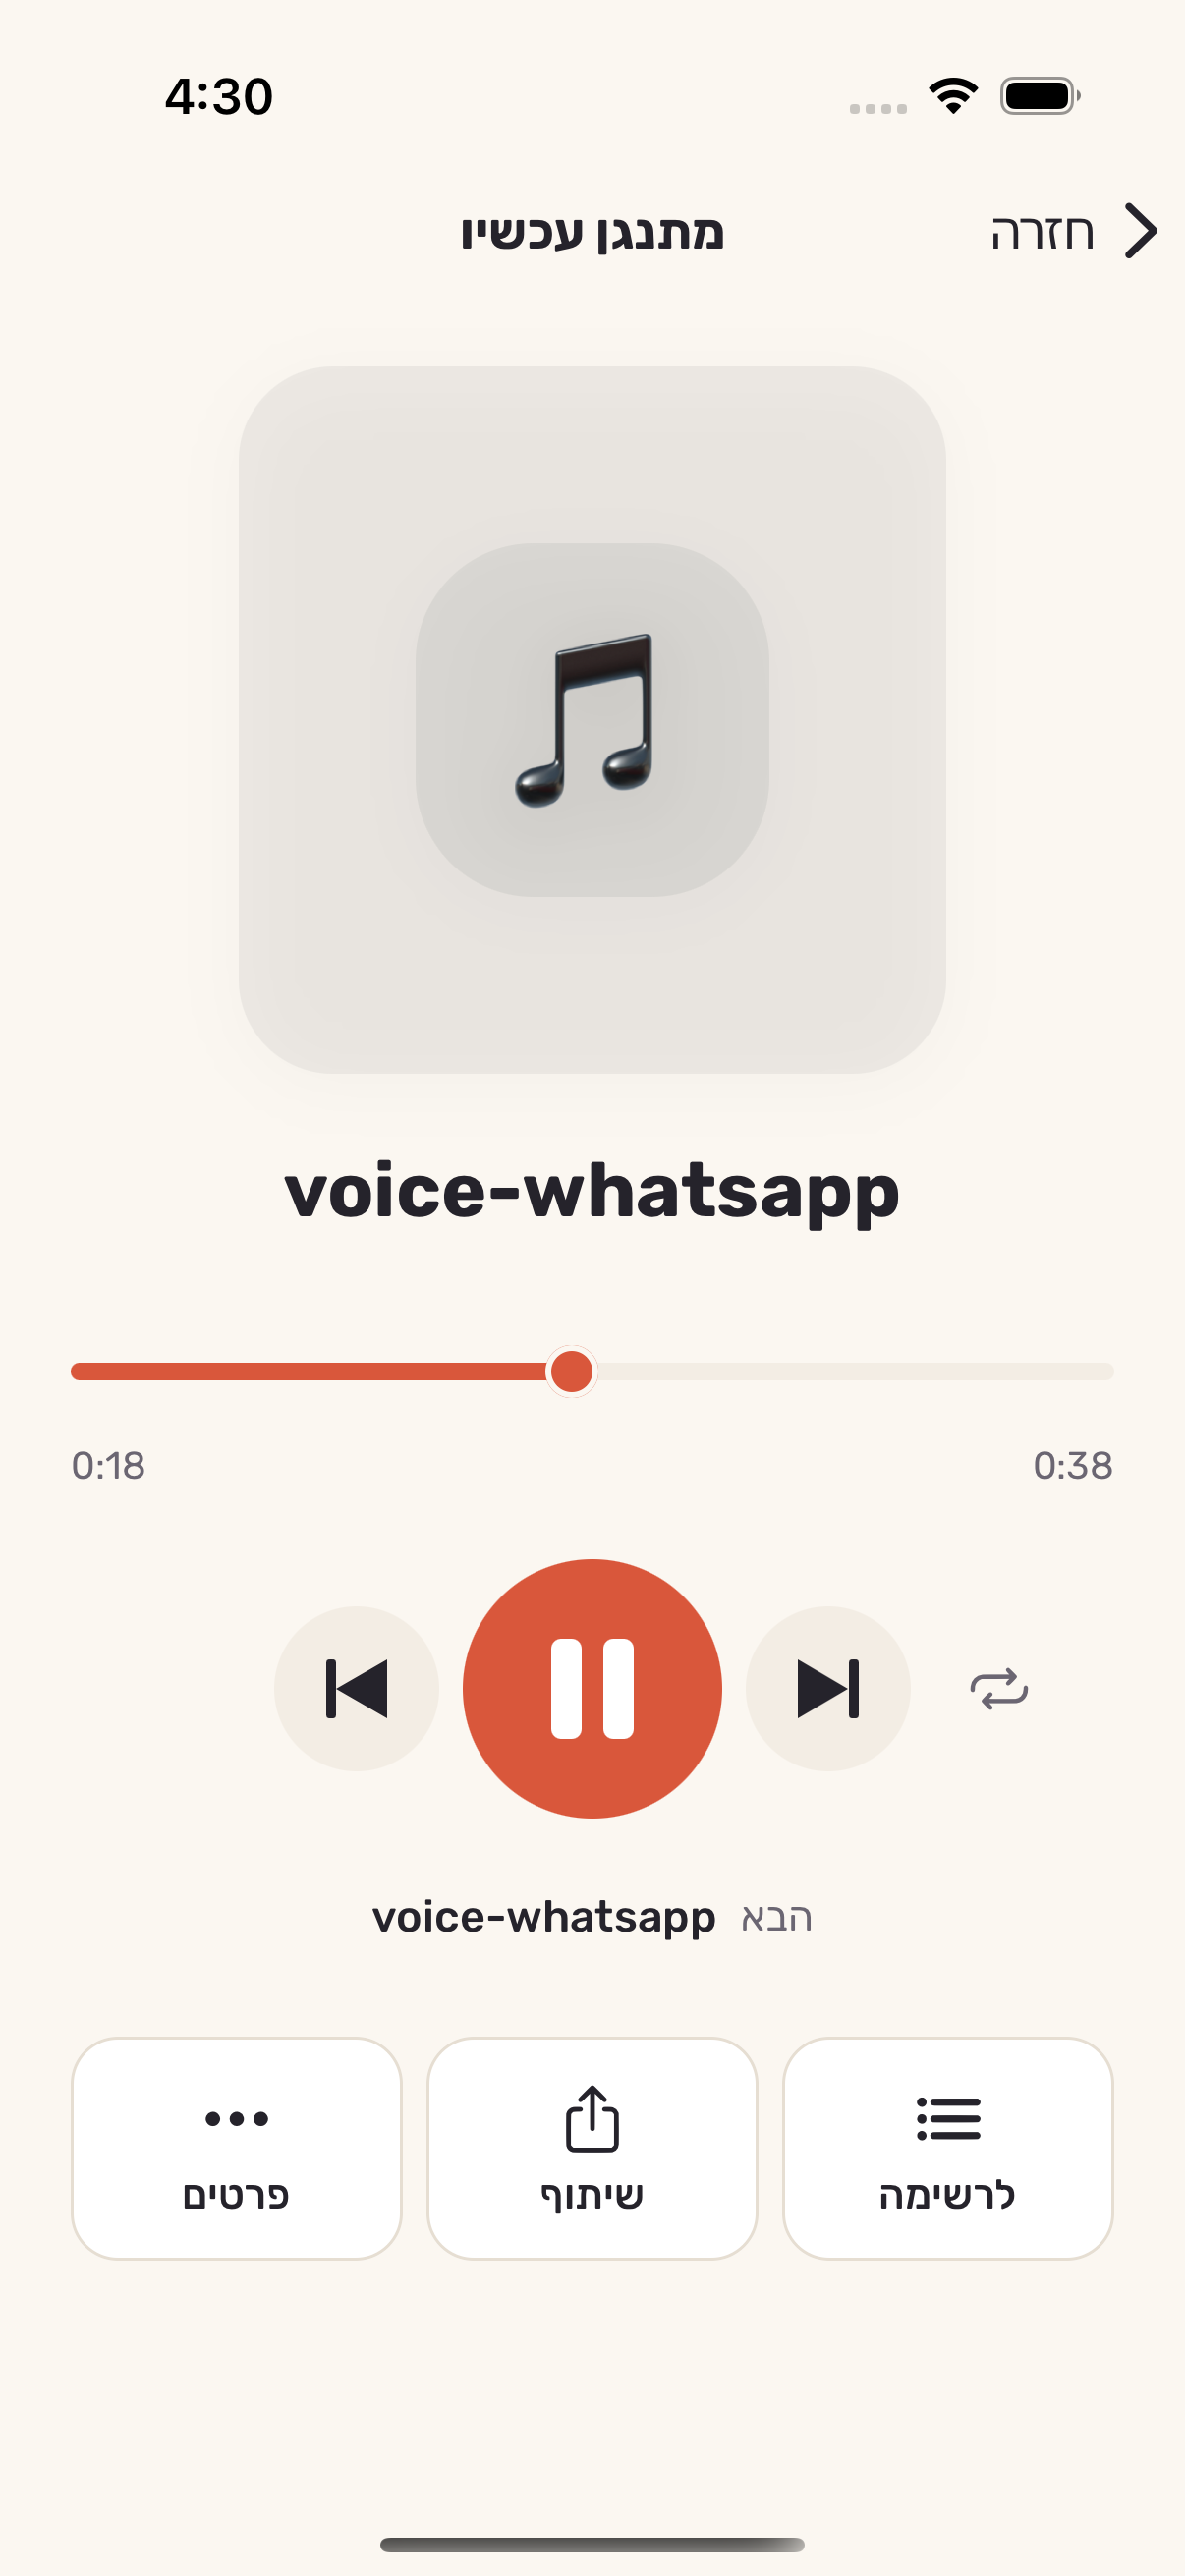 4:30
חזרה
מתנגן עכשיו
voice-whatsapp
0:18
0:38
הבא voice-whatsapp
לרשימה
שיתוף
פרטים